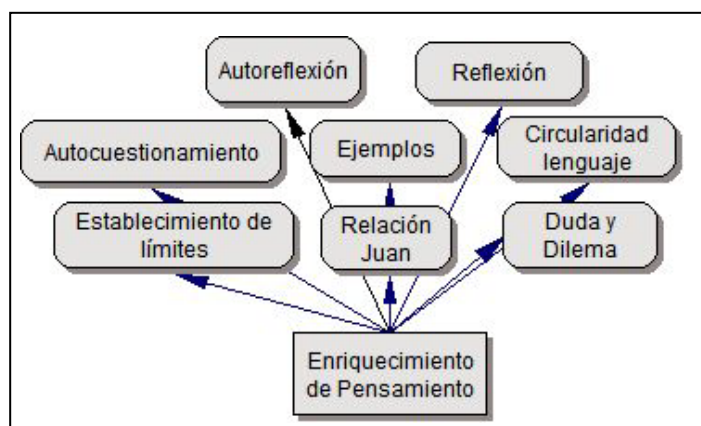 Autoreflexión
Reflexión
Autocuestionamiento
Ejemplos
Circularidad
lenguaje
Establecimiento de
límites
Relación
Juan
Duda y
Dilema
Enriquecimiento
de Pensamiento